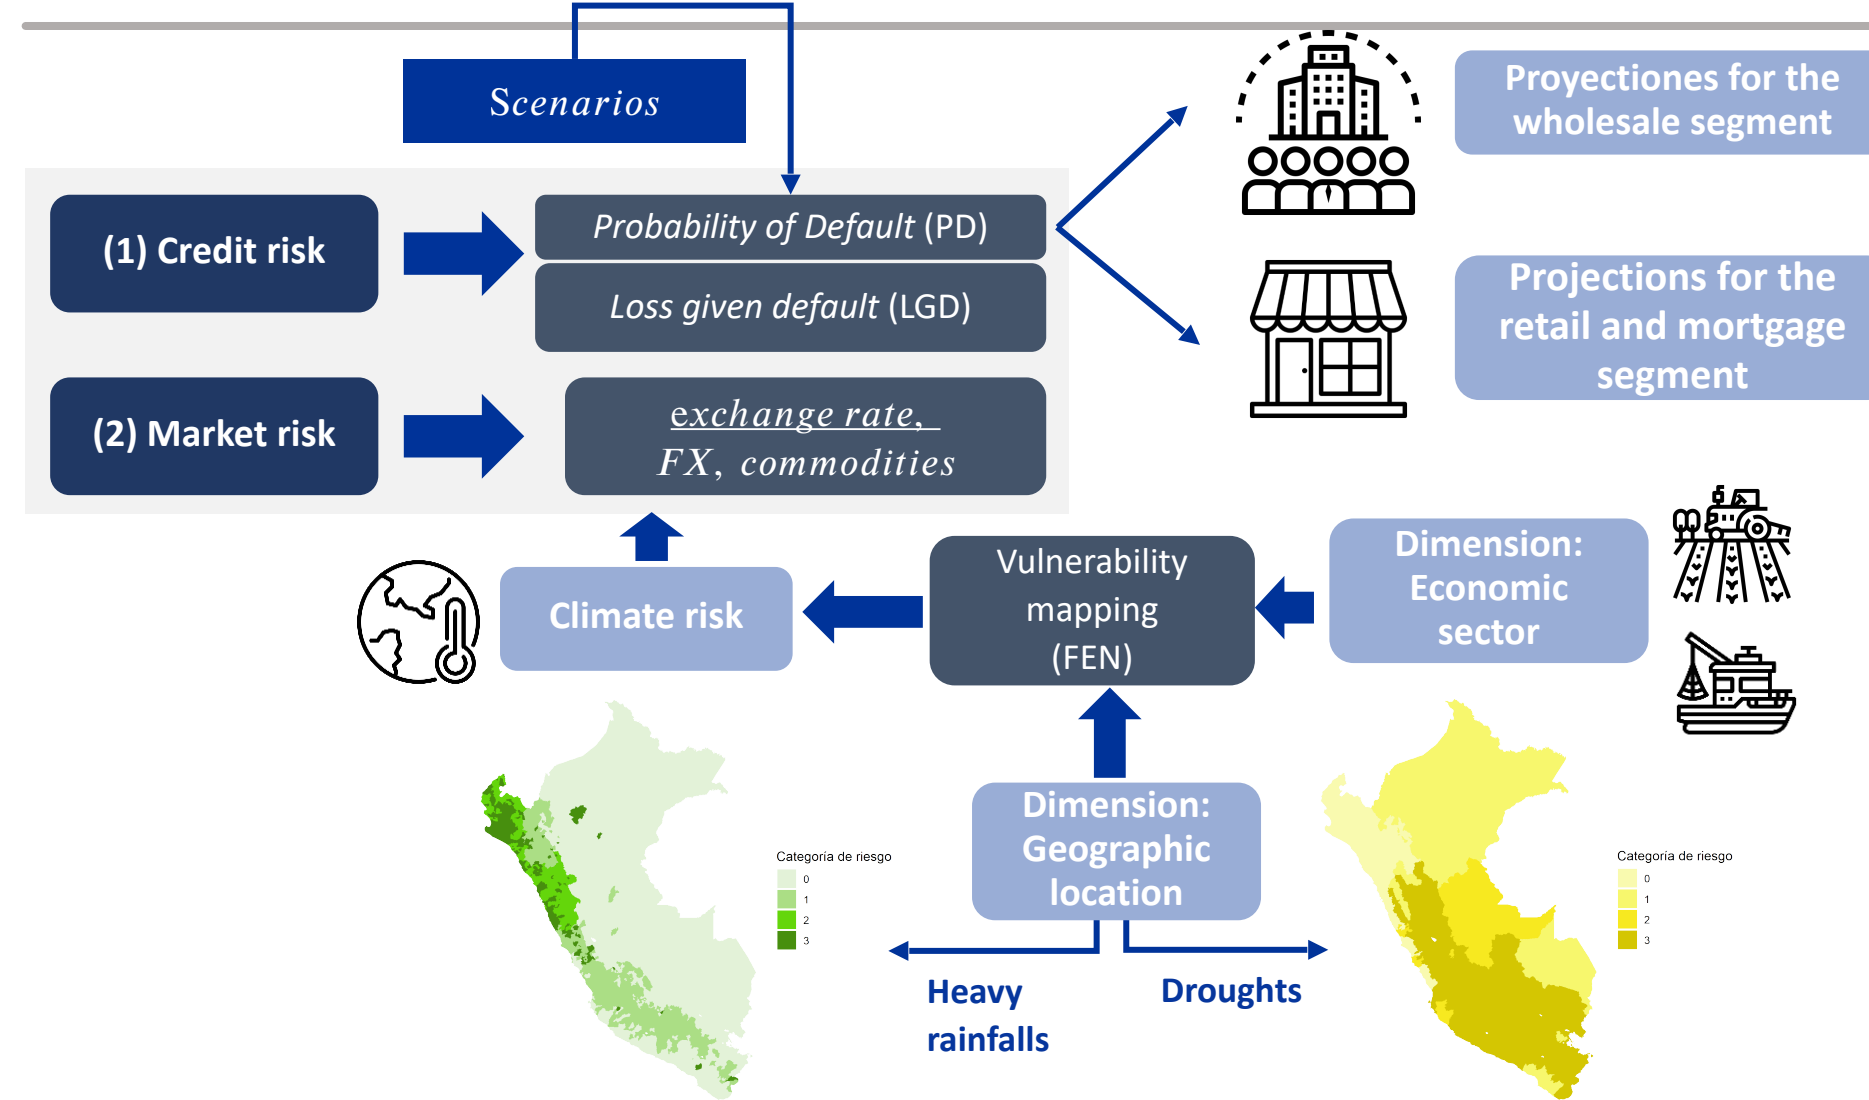 Scenarios
Proyectiones for the
wholesale segment
(1) Credit risk
Probability of Default (PD)
Loss given default (LGD)
Projections for the
retail and mortgage
segment
(2) Market risk
exchange rate,
FX, commodities
Climate risk
Vulnerability
mapping
(FEN)
Dimension:
Economic
sector
Dimension:
Geographic
location
Categoría de riesgo
0
1
2
3
Categoría de riesgo
0
1
2
3
Heavy
rainfalls
Droughts